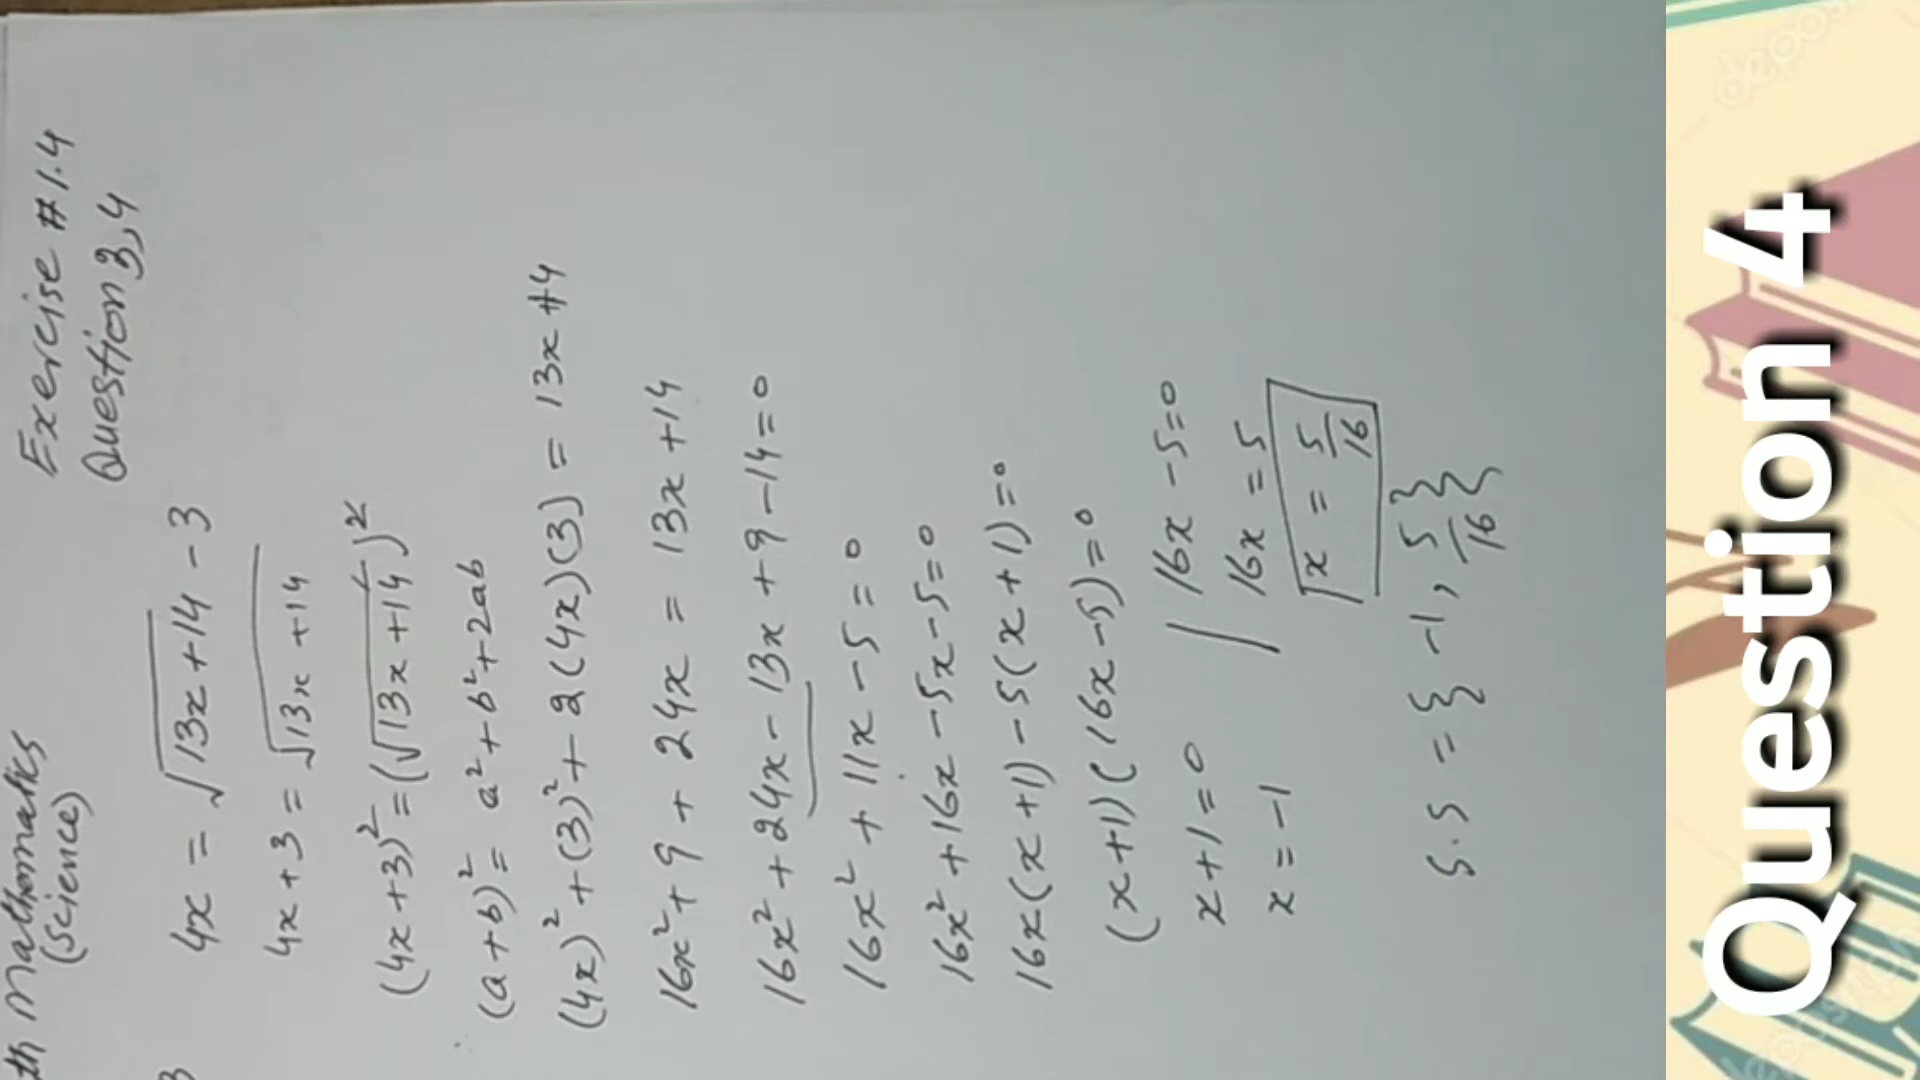 th Mathematics
(science)
Exercise #1.4
Question 3,4
3
4x = √13x+14 - 3
4x+3 = √13x+14
(4x+3)² = (√13x+14)²
(a+b)² = a²+b²+2ab
(4x)²+(3)²+2(4x)(3) = 13x+14
16x²+9+24x = 13x+14
16x²+24x-13x+9-14=0
16x²+11x-5=0
16x²+16x-5x-5=0
16x(x+1)-5(x+1)=0
(x+1)(16x-5)=0
x+1=0 / 16x-5=0
x=-1 / 16x=5
x = 5/16
S.S = {-1, 5/16}
Question 4